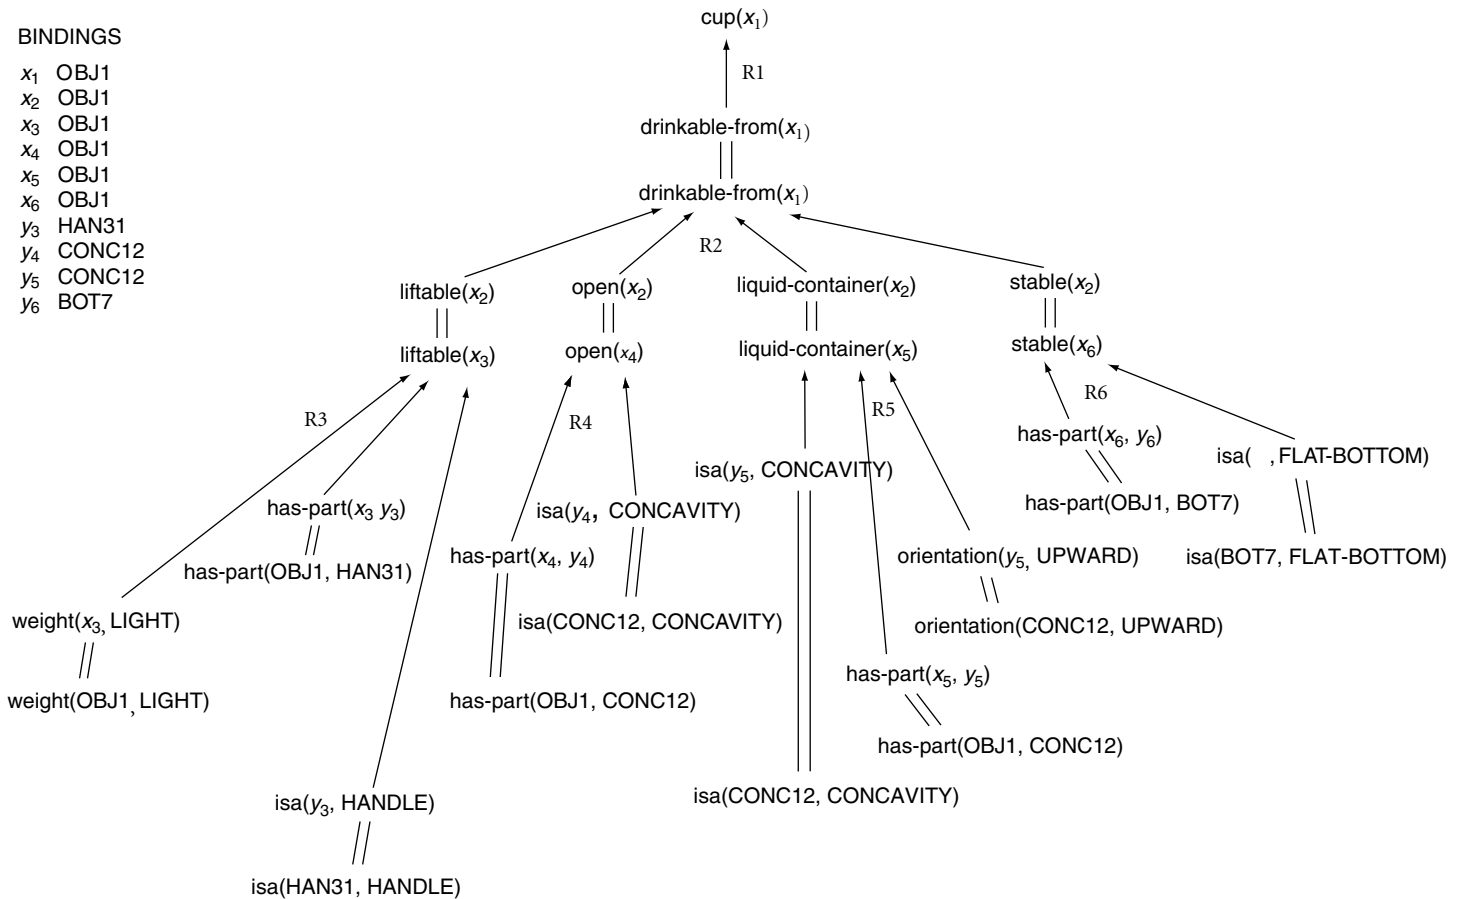 cup(x1)
BINDINGS
x1 OBJ1
x2 OBJ1
x3 OBJ1
x4 OBJ1
x5 OBJ1
x6 OBJ1
y3 HAN31
y4 CONC12
y5 CONC12
y6 BOT7
R1
drinkable-from(x1)
drinkable-from(x1)
R2
liftable(x2)
open(x2)
liquid-container(x2)
stable(x2)
liftable(x3)
open(x4)
liquid-container(x5)
stable(x6)
R3
R4
R5
R6
has-part(x6, y6)
isa( ,FLAT-BOTTOM)
isa(y5, CONCAVITY)
has-part(x3 y3)
isa(y4, CONCAVITY)
has-part(OBJ1, BOT7)
has-part(x4, y4)
orientation(y5, UPWARD)
isa(BOT7, FLAT-BOTTOM)
has-part(OBJ1, HAN31)
weight(x3, LIGHT)
isa(CONC12, CONCAVITY)
orientation(CONC12, UPWARD)
has-part(x5, y5)
weight(OBJ1, LIGHT)
has-part(OBJ1, CONC12)
has-part(OBJ1, CONC12)
isa(y3, HANDLE)
isa(CONC12, CONCAVITY)
isa(HAN31, HANDLE)